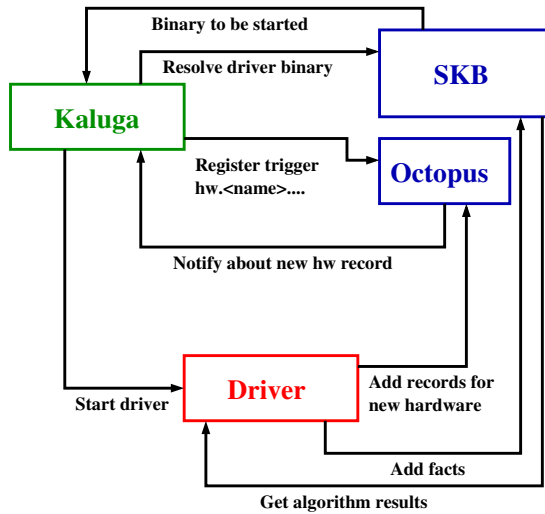 Binary to be started
Resolve driver binary
SKB
Kaluga
Register trigger
hw.<name>....
Octopus
Notify about new hw record
Driver
Start driver
Add records for
new hardware
Add facts
Get algorithm results